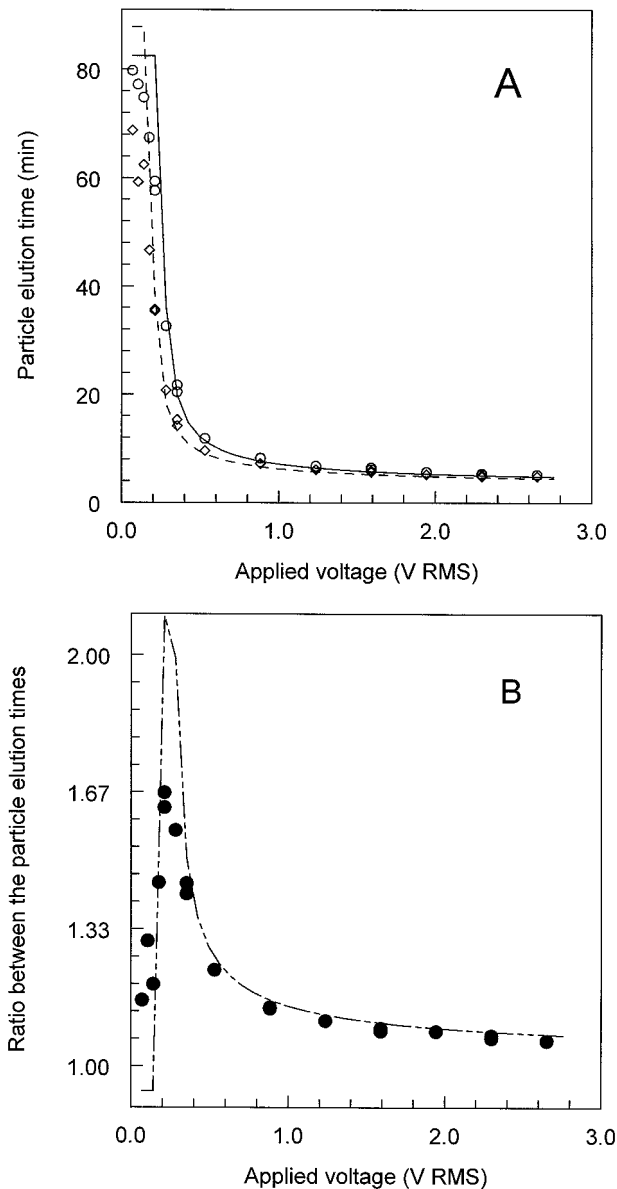 A
80
60
40
20
0
Particle elution time (min)
0.0 1.0 2.0 3.0
Applied voltage (V RMS)
B
2.00
1.67
1.33
1.00
Ratio between the particle elution times
0.0 1.0 2.0 3.0
Applied voltage (V RMS)